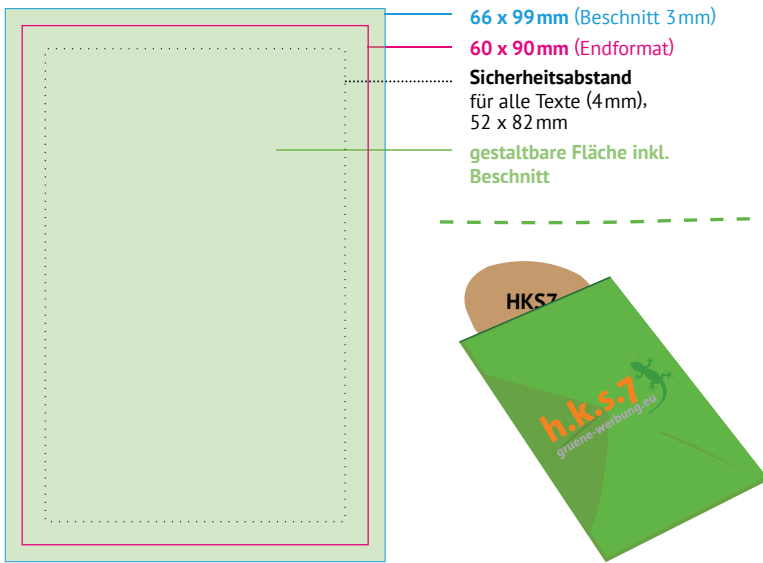 66 x 99 mm (Beschnitt 3 mm)
60 x 90 mm (Endformat)
Sicherheitsabstand
für alle Texte (4 mm),
52 x 82 mm
gestaltbare Fläche inkl.
Beschnitt
HKS7
h.k.s.7
gruene-werbung.eu